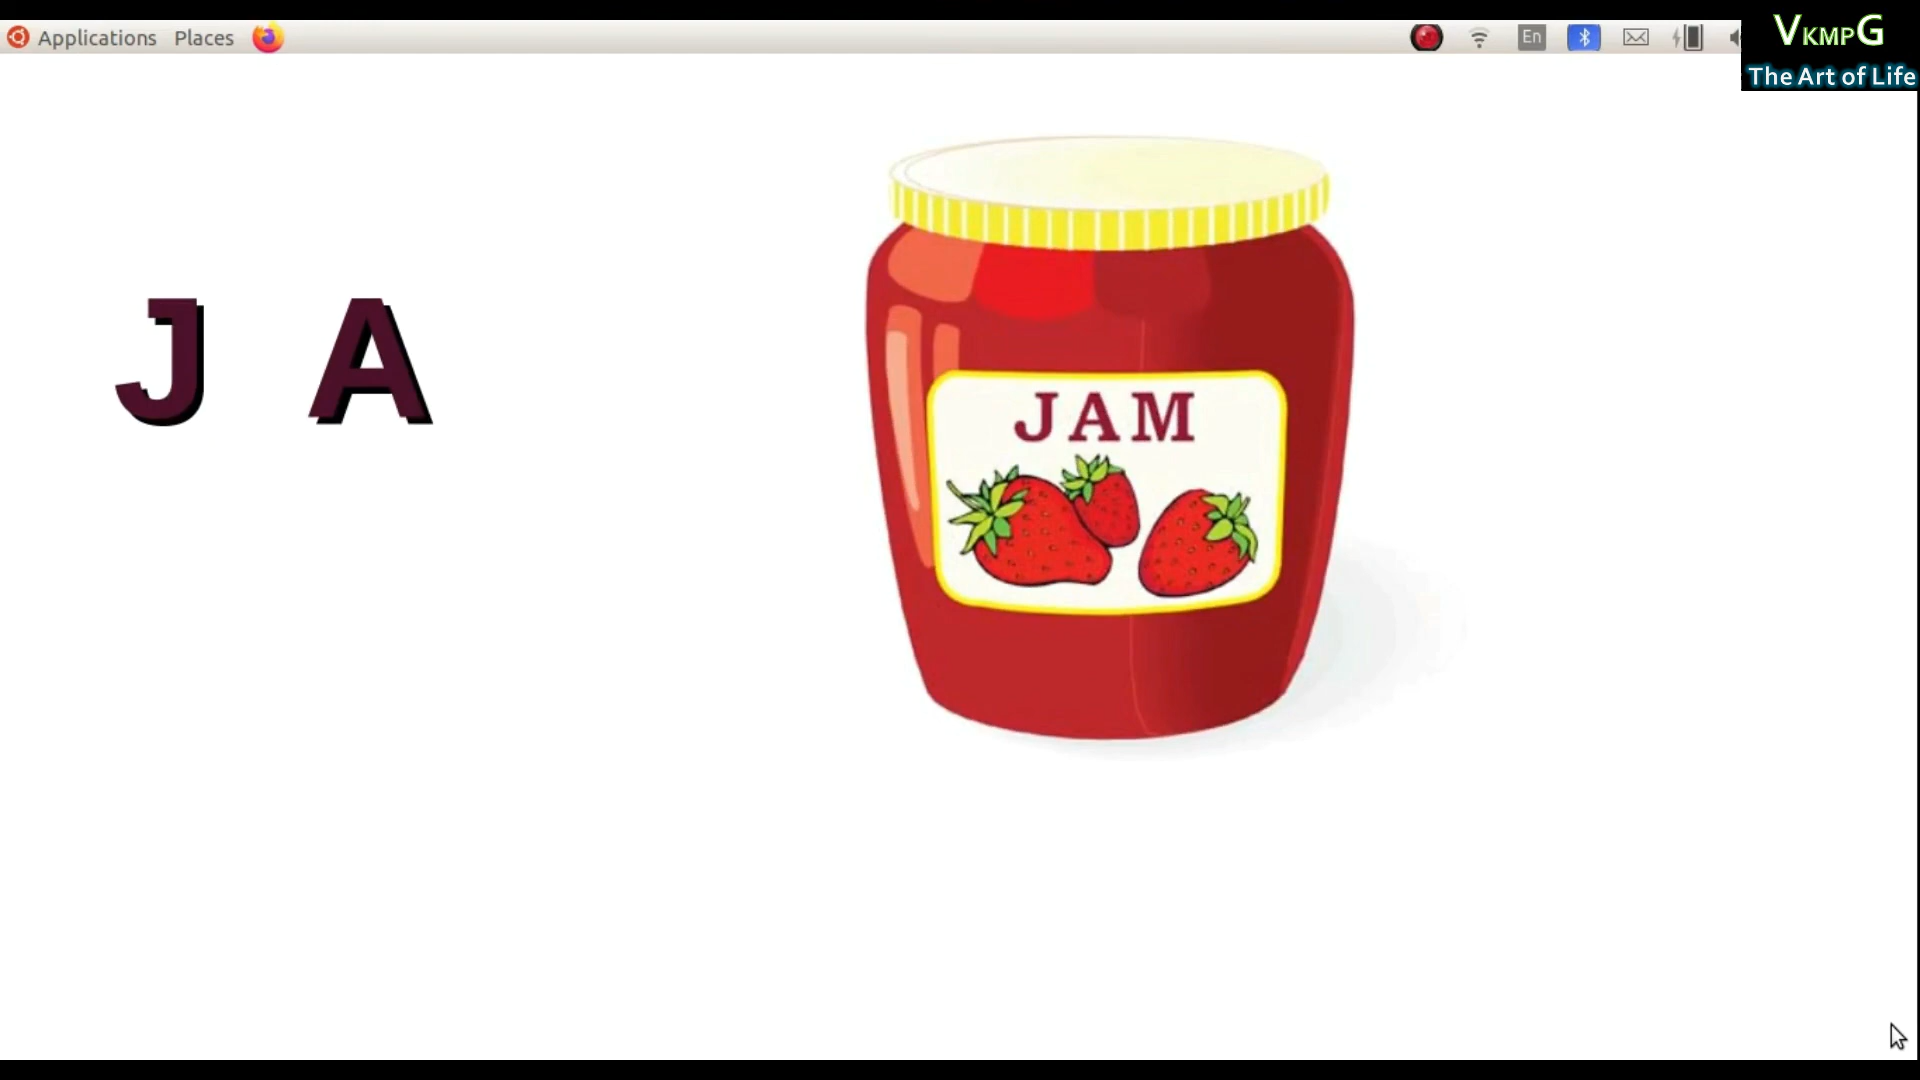 Applications Places
En
VKMPG
The Art of Life
J A
JAM